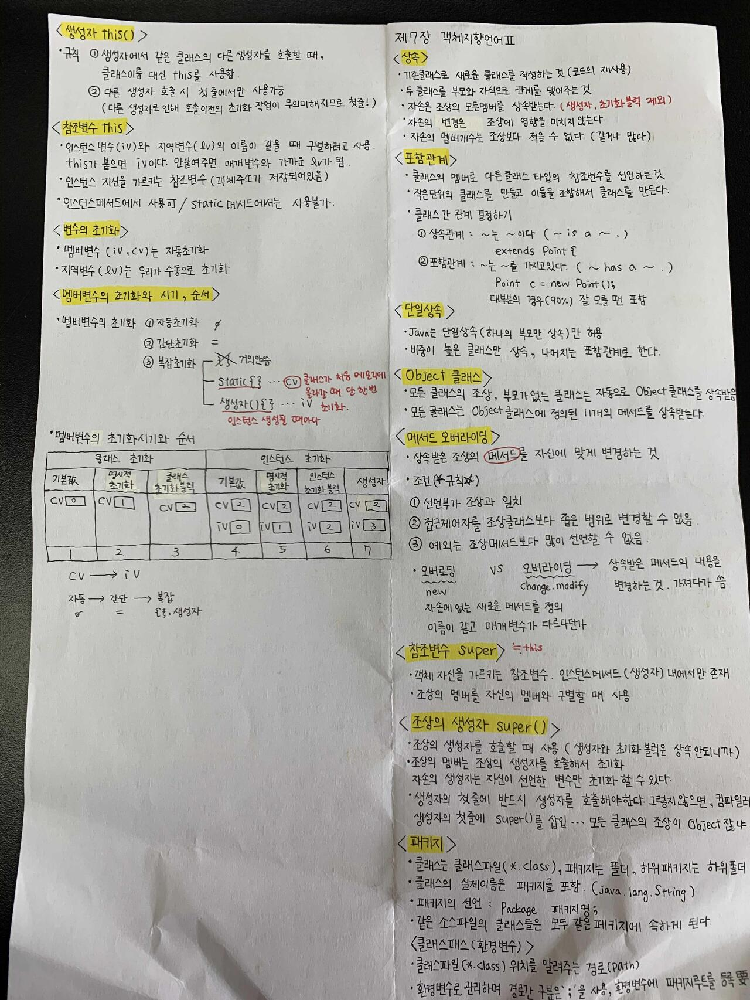 <생성자 this()>
·규칙 ① 생성자에서 같은 클래스의 다른 생성자를 호출할 때,
클래스이름 대신 this를 사용함.
② 다른 생성자 호출 시 첫 줄에서만 사용가능
(다른 생성자로 인해 호출이전의 초기화 작업이 무의미해지므로 첫줄!)
<참조변수 this>
·인스턴스 변수(iv)와 지역변수(lv)의 이름이 같을 때 구별하려고 사용.
this가 붙으면 iv이다. 안붙여주면 매개변수와 가까운 lv가 됨.
·인스턴스 자신을 가르키는 참조변수(객체주소가 저장되어있음)
·인스턴스메서드에서 사용可 / static 메서드에서는 사용불가.
<변수의 초기화>
· 멤버변수 (iv, cv)는 자동초기화
·지역변수(lv)는 우리가 수동으로 초기화
<멤버변수의 초기화와 시기, 순서>
·멤버변수의 초기화 ① 자동초기화 0
② 간단초기화 =
③ 복잡초기화 {} 거의안씀
static{} ··· cv 클래스가 처음 메모리에
올라갈 때 단 한번
생성자(){} ··· iv 초기화.
인스턴스 생성될 때마다
·멤버변수의 초기화시기와 순서
클래스 초기화 인스턴스 초기화
기본값 명시적 초기화 클래스 초기화 블럭 기본값 명시적 초기화 인스턴스 초기화 블럭 생성자
cv 0 cv 1 cv 2 cv 2 cv 2 cv 2 cv 2
iv 0 iv 1 iv 2 iv 3
1 2 3 4 5 6 7
cv → iv
자동 → 간단 → 복잡
0 = {}, 생성자
제7장 객체지향언어Ⅱ
<상속>
·기존클래스로 새로운 클래스를 작성하는 것(코드의 재사용)
·두 클래스를 부모와 자식으로 관계를 맺어주는 것
·자손은 조상의 모든멤버를 상속받는다. (생성자, 초기화블럭 제외)
·자손의 변경은 조상에 영향을 미치지 않는다.
·자손의 멤버개수는 조상보다 적을 수 없다. (같거나 많다)
<포함관계>
·클래스의 멤버로 다른클래스 타입의 참조변수를 선언하는 것
·작은단위의 클래스를 만들고 이들을 조합해서 클래스를 만든다.
·클래스 간 관계 결정하기
① 상속관계 : ~는 ~이다 (~ is a ~ .)
extends Point {
② 포함관계 : ~는 ~를 가지고있다. ( ~ has a ~ .)
Point c = new Point();
대부분의 경우(90%) 잘 모를 땐 포함
<단일상속>
·Java는 단일상속(하나의 부모만 상속)만 허용
·비중이 높은 클래스만 상속, 나머지는 포함관계로 한다.
<Object 클래스>
·모든 클래스의 조상, 부모가 없는 클래스는 자동으로 Object클래스를 상속받음
·모든 클래스는 Object클래스에 정의된 11개의 메서드를 상속받는다.
<메서드 오버라이딩>
·상속받은 조상의 메서드를 자신에 맞게 변경하는 것
·조건(★규칙★)
① 선언부가 조상과 일치
② 접근제어자를 조상클래스보다 좁은 범위로 변경할 수 없음.
③ 예외는 조상메서드보다 많이 선언할 수 없음.
· 오버로딩 vs 오버라이딩 → 상속받은 메서드의 내용을
new change.modify 변경하는 것. 가져다가 씀
자손에 없는 새로운 메서드를 정의
이름이 같고 매개변수가 다르다던가
<참조변수 super> ≒this
·객체 자신을 가르키는 참조변수. 인스턴스메서드(생성자) 내에서만 존재
·조상의 멤버를 자신의 멤버와 구별할 때 사용
<조상의 생성자 super()>
·조상의 생성자를 호출할 때 사용 (생성자와 초기화 블럭은 상속안되니까)
·조상의 멤버는 조상의 생성자를 호출해서 초기화
자손의 생성자는 자신이 선언한 변수만 초기화 할 수 있다.
·생성자의 첫 줄에 반드시 생성자를 호출해야한다. 그렇지않으면, 컴파일러
생성자의 첫줄에 super()를 삽입 ··· 모든 클래스의 조상이 Object잖냐
<패키지>
·클래스는 클래스파일(*.class), 패키지는 폴더, 하위패키지는 하위폴더
·클래스의 실제이름은 패키지를 포함. (java.lang.String)
·패키지의 선언 : Package 패키지명;
·같은 소스파일의 클래스들은 모두 같은 페키지에 속하게 된다.
<클래스패스(환경변수)>
·클래스파일(*.class) 위치를 알려주는 경로(Path)
·환경변수로 관리하며 경로간 구분은 ';'을 사용, 환경변수에 패키지루트를 등록 要